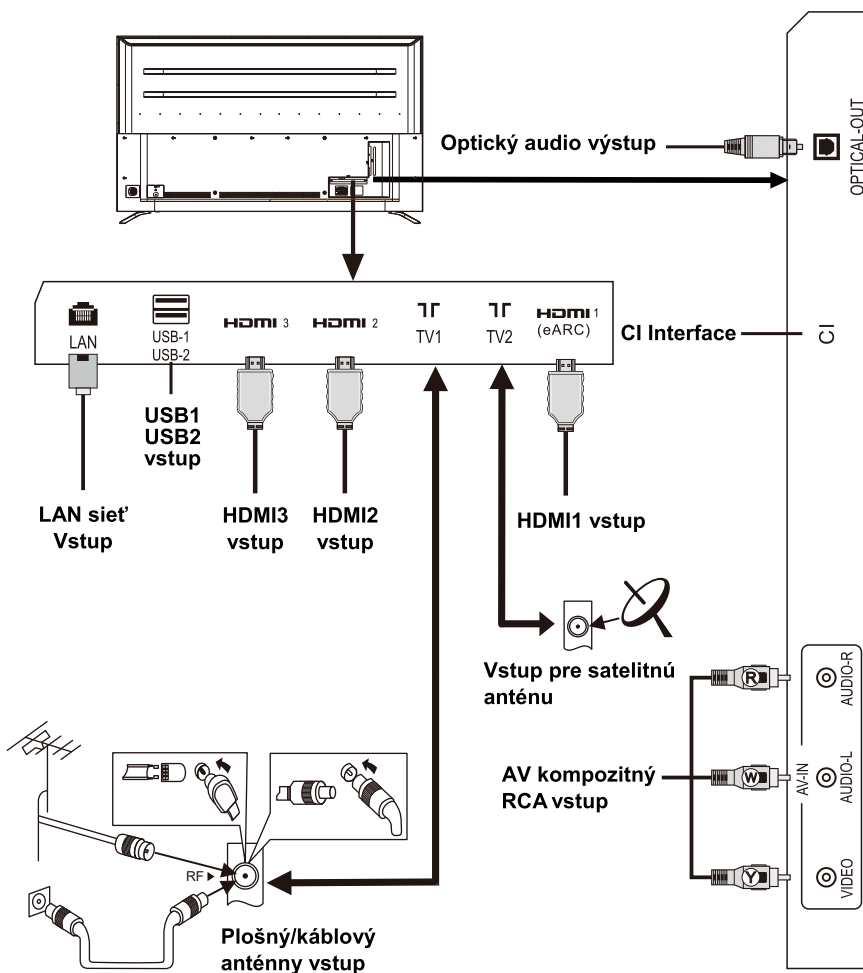 Optický audio výstup
OPTICAL-OUT
LAN
USB-1
USB-2
HDMI 3
HDMI 2
TV1
TV2
HDMI 1
(eARC)
CI Interface
CI
USB1
USB2
vstup
LAN sieť
Vstup
HDMI3
vstup
HDMI2
vstup
HDMI1 vstup
Vstup pre satelitnú
anténu
R
AUDIO-R
AV kompozitný
RCA vstup
W
AV-IN
AUDIO-L
Y
VIDEO
RF
Plošný/káblový
anténny vstup